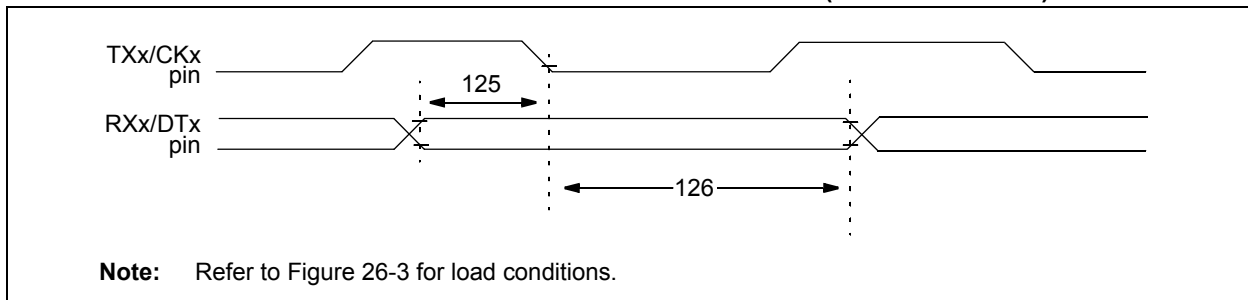 TXx/CKx
pin
125
RXx/DTx
pin
126
Note: Refer to Figure 26-3 for load conditions.